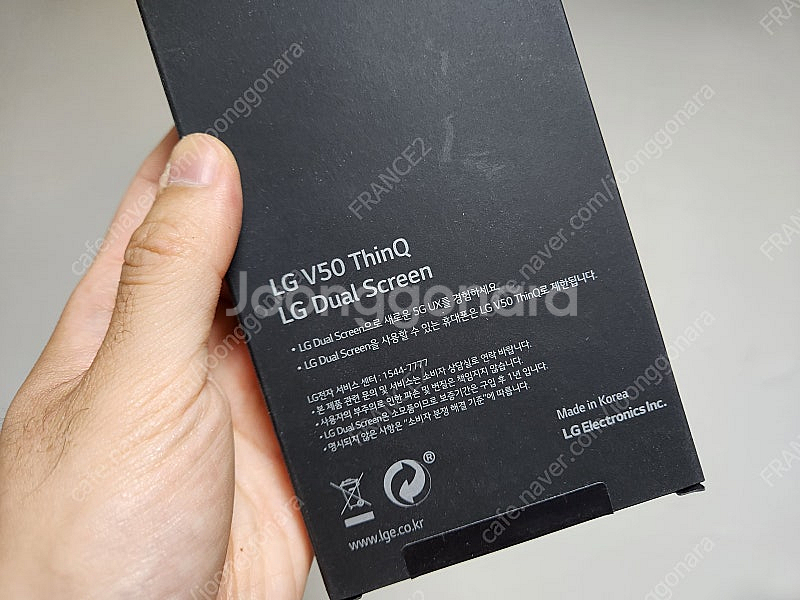 LG V50 ThinQ
LG Dual Screen
• LG Dual Screen으로 새로운 5G UX를 경험하세요.
• LG Dual Screen을 사용할 수 있는 휴대폰은 LG V50 ThinQ로 제한됩니다.
LG전자 서비스 센터 : 1544-7777
• 본 제품 관련 문의 및 서비스는 소비자 상담실로 연락 바랍니다.
• 사용자의 부주의로 인한 파손 및 변질은 책임지지 않습니다.
• LG Dual Screen은 소모품이므로 보증기간은 구입 후 1년 입니다.
• 명시되지 않은 사항은 "소비자 분쟁 해결 기준"에 따릅니다.
Made in Korea
LG Electronics Inc.
®
www.lge.co.kr
Joonggonara
FRANCE2
cafe.naver.com/joonggonara